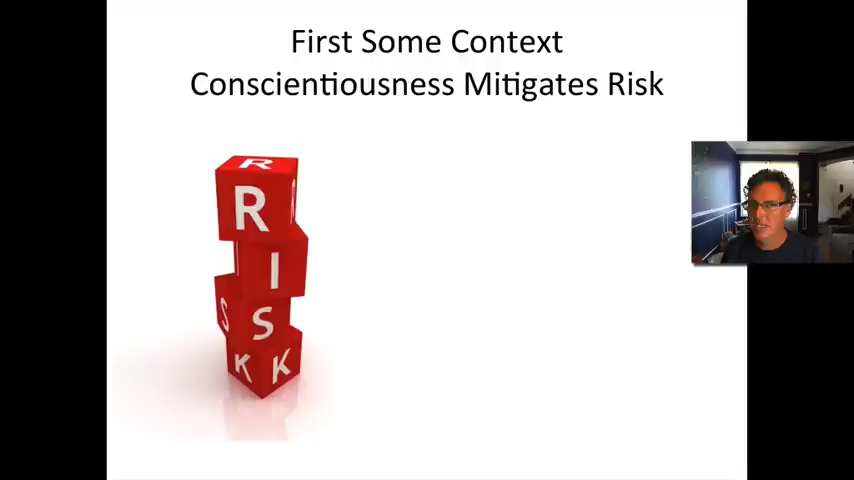 First Some Context
Conscientiousness Mitigates Risk
R
R
I
S S
K K